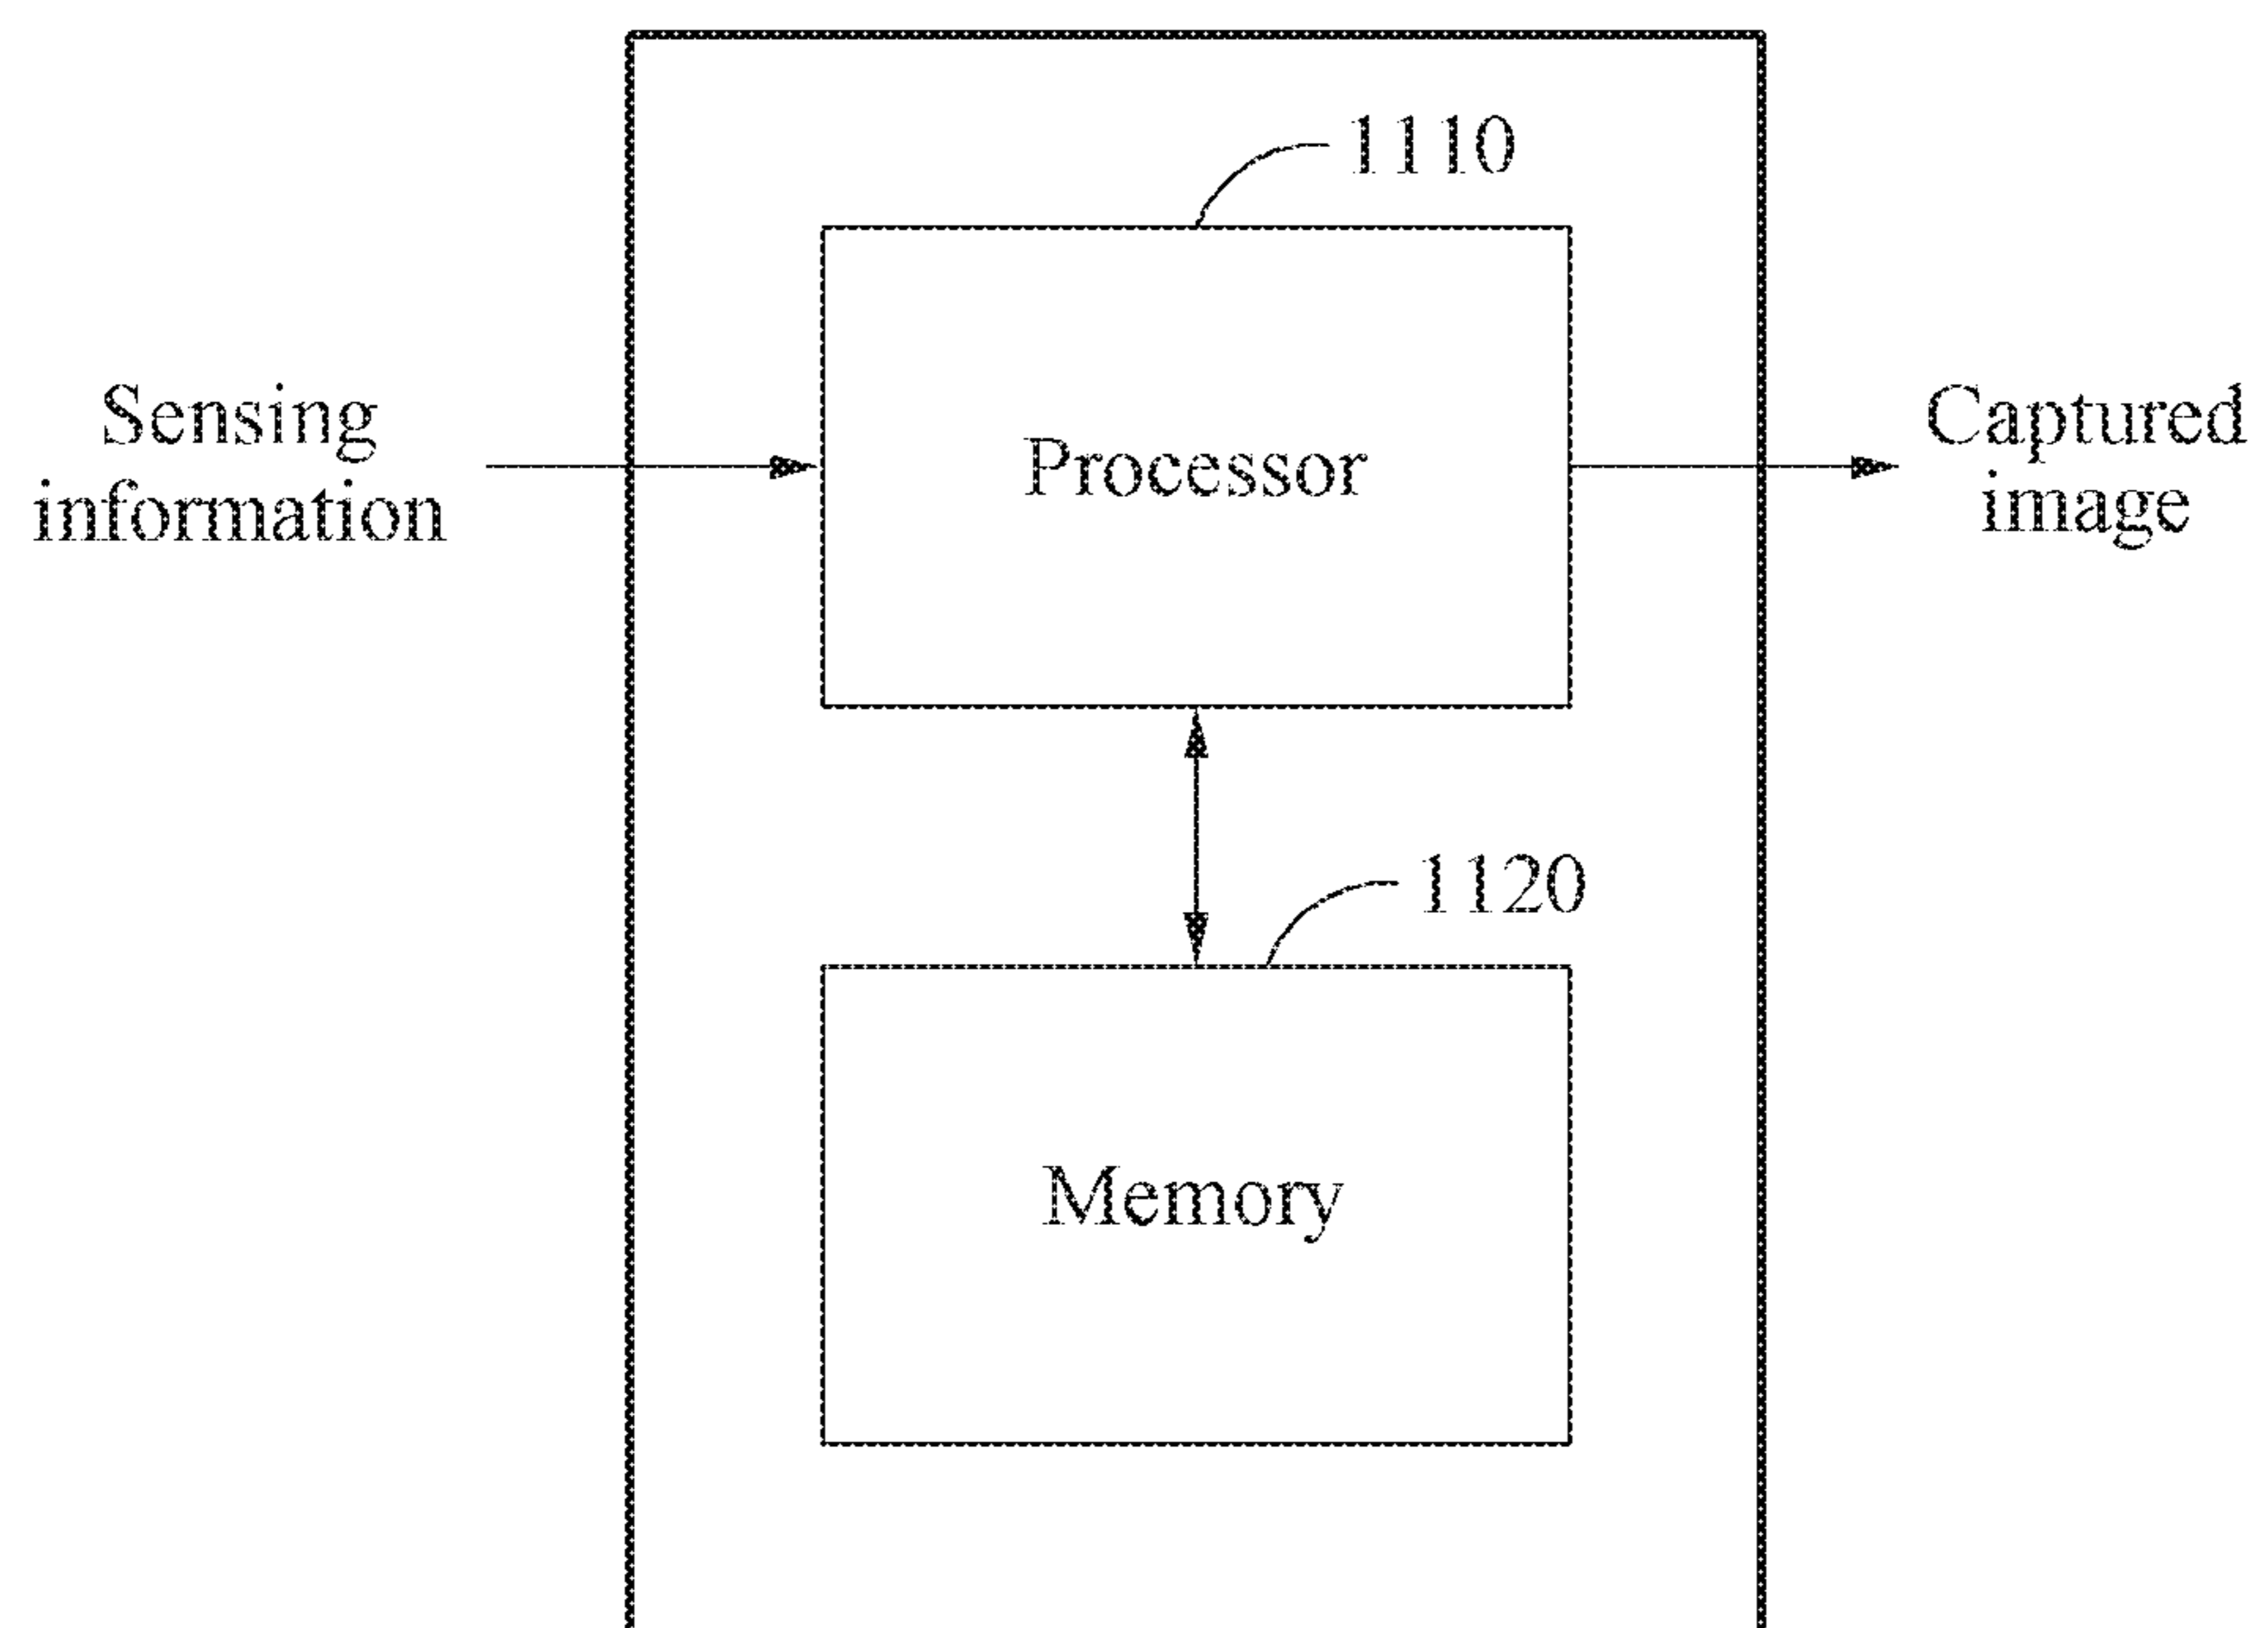 1110
Sensing
information
Processor
Captured
image
1120
Memory